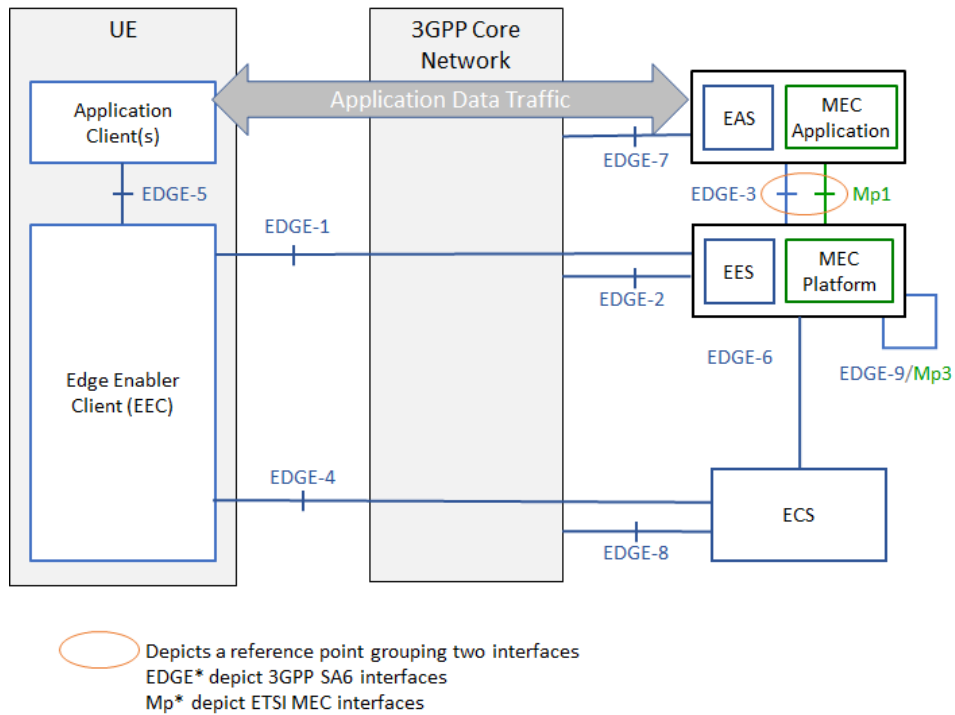 UE
3GPP Core
Network
Application Data Traffic
Application
Client(s)
EAS
MEC
Application
EDGE-7
EDGE-5
EDGE-3
Mp1
EDGE-1
EES
MEC
Platform
EDGE-2
EDGE-6
EDGE-9/Mp3
Edge Enabler
Client (EEC)
EDGE-4
ECS
EDGE-8
Depicts a reference point grouping two interfaces
EDGE* depict 3GPP SA6 interfaces
Mp* depict ETSI MEC interfaces